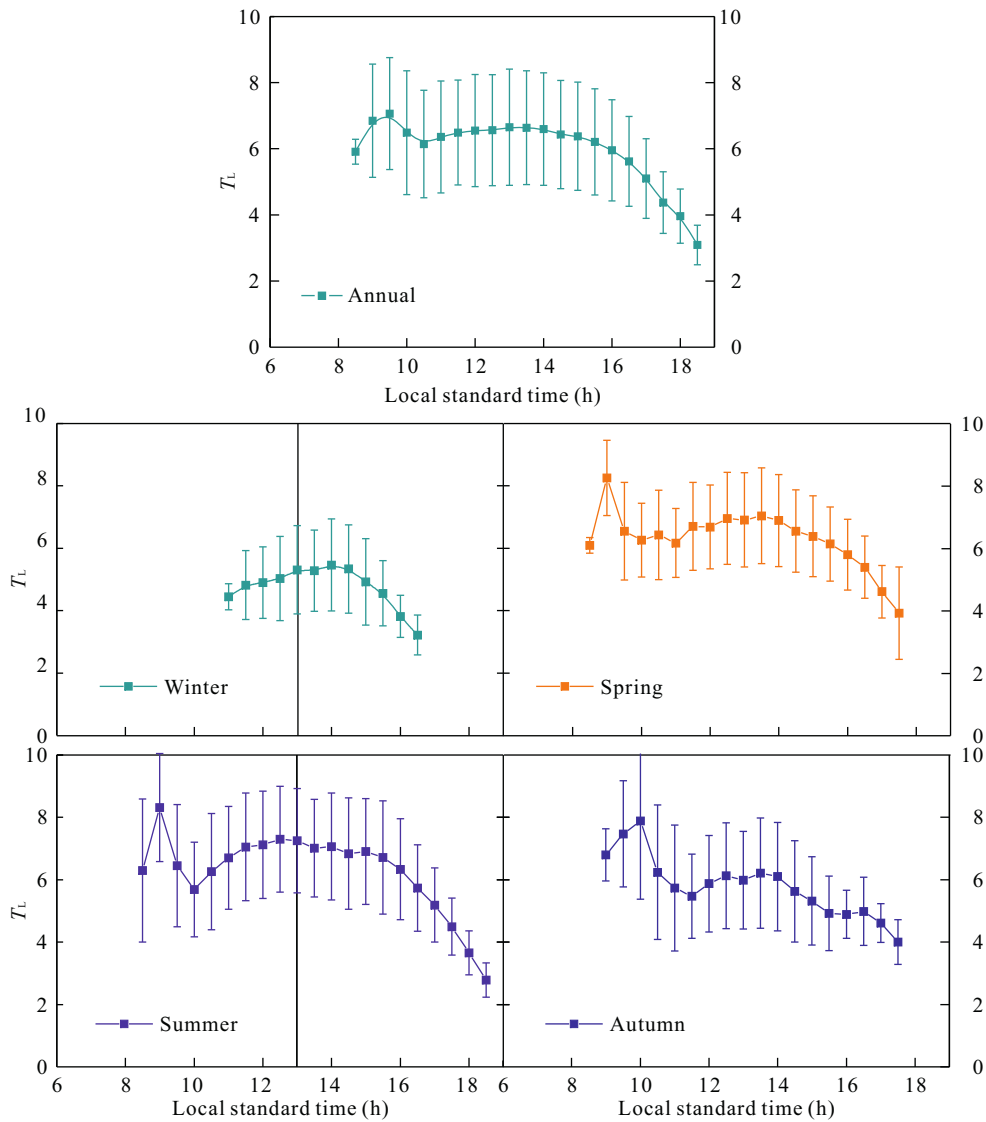 10 10
8 8
6 6
T_L
4 4
2 2
Annual
0 0
6 8 10 12 14 16 18
Local standard time (h)
10 10
8 8
6 6
T_L
4 4
2 2
Winter Spring
0 0
10 10
8 8
6 6
T_L
4 4
2 2
Summer Autumn
0 0
6 8 10 12 14 16 18 6 8 10 12 14 16 18
Local standard time (h) Local standard time (h)